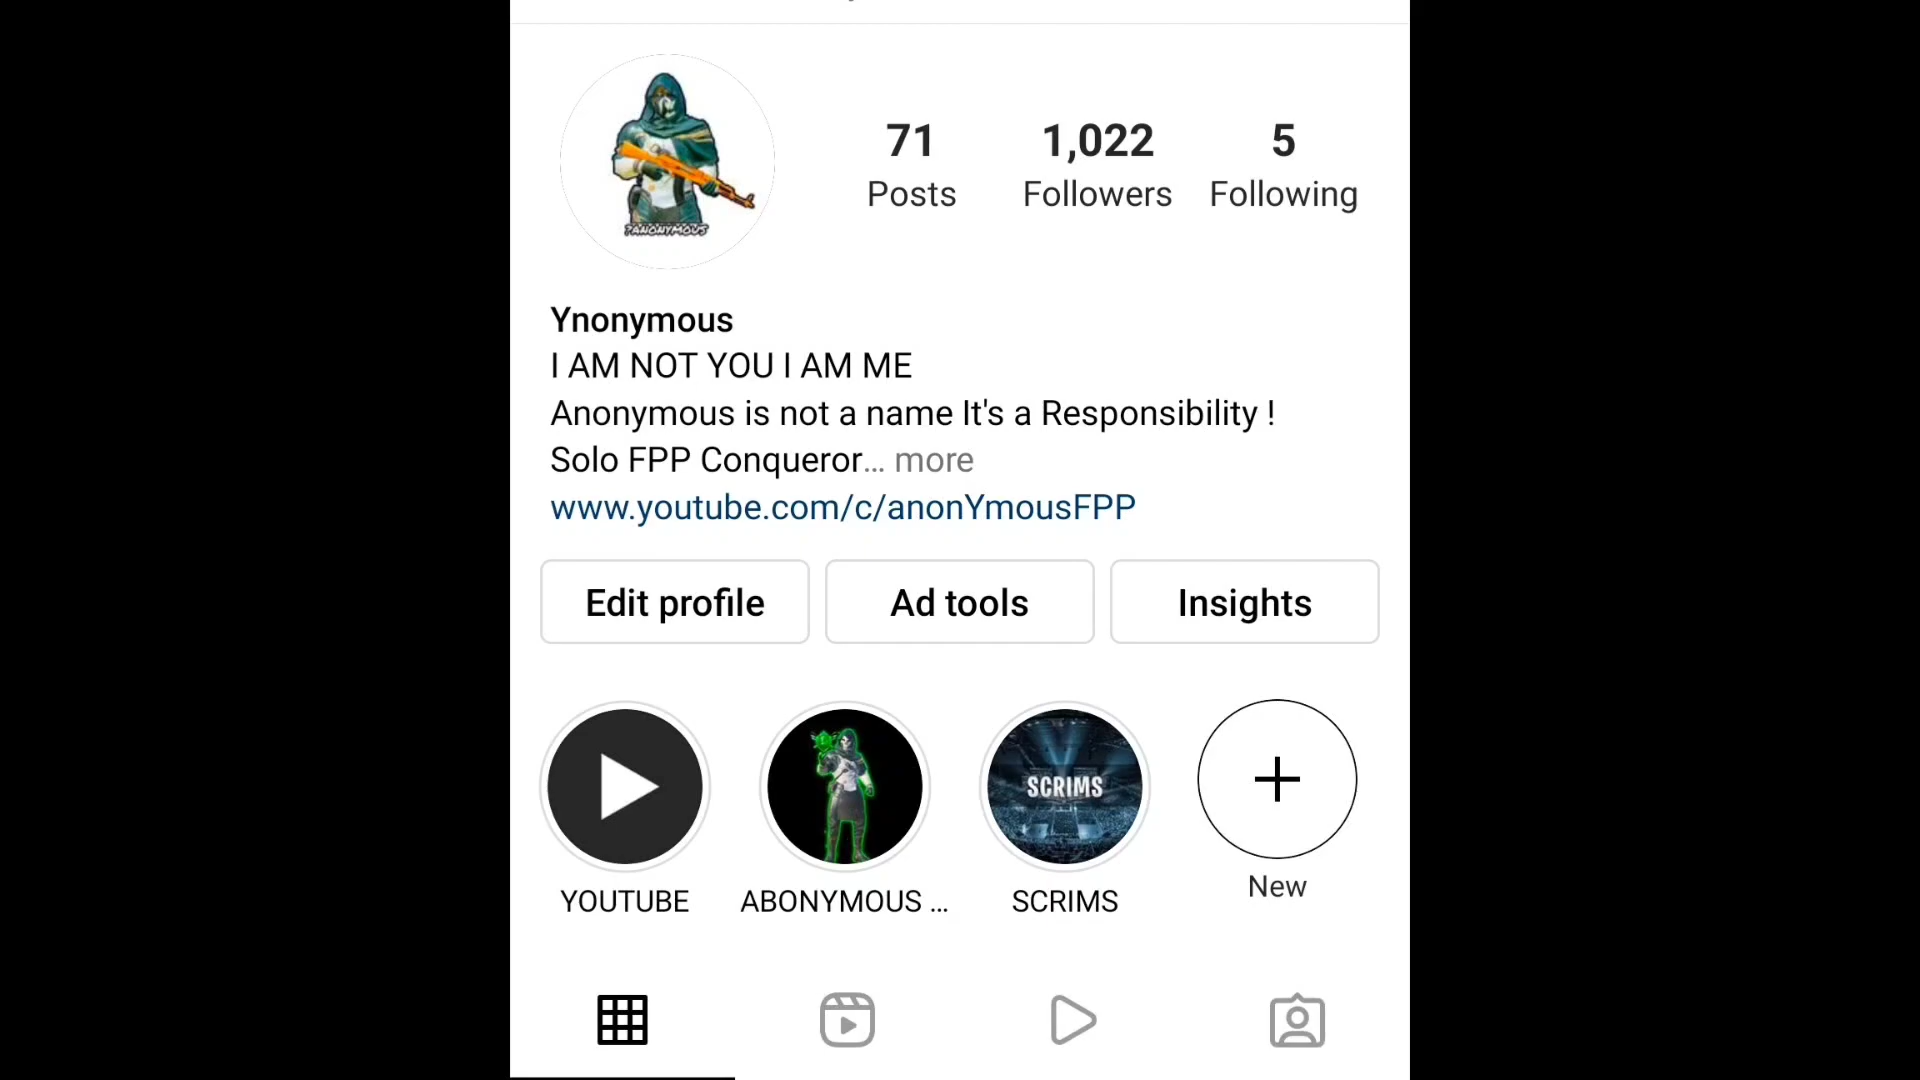 ?ANONYMOUS
71 1,022 5
Posts Followers Following
Ynonymous
I AM NOT YOU I AM ME
Anonymous is not a name It's a Responsibility !
Solo FPP Conqueror... more
www.youtube.com/c/anonYmousFPP
Edit profile Ad tools Insights
SCRIMS
YOUTUBE ABONYMOUS ... SCRIMS New